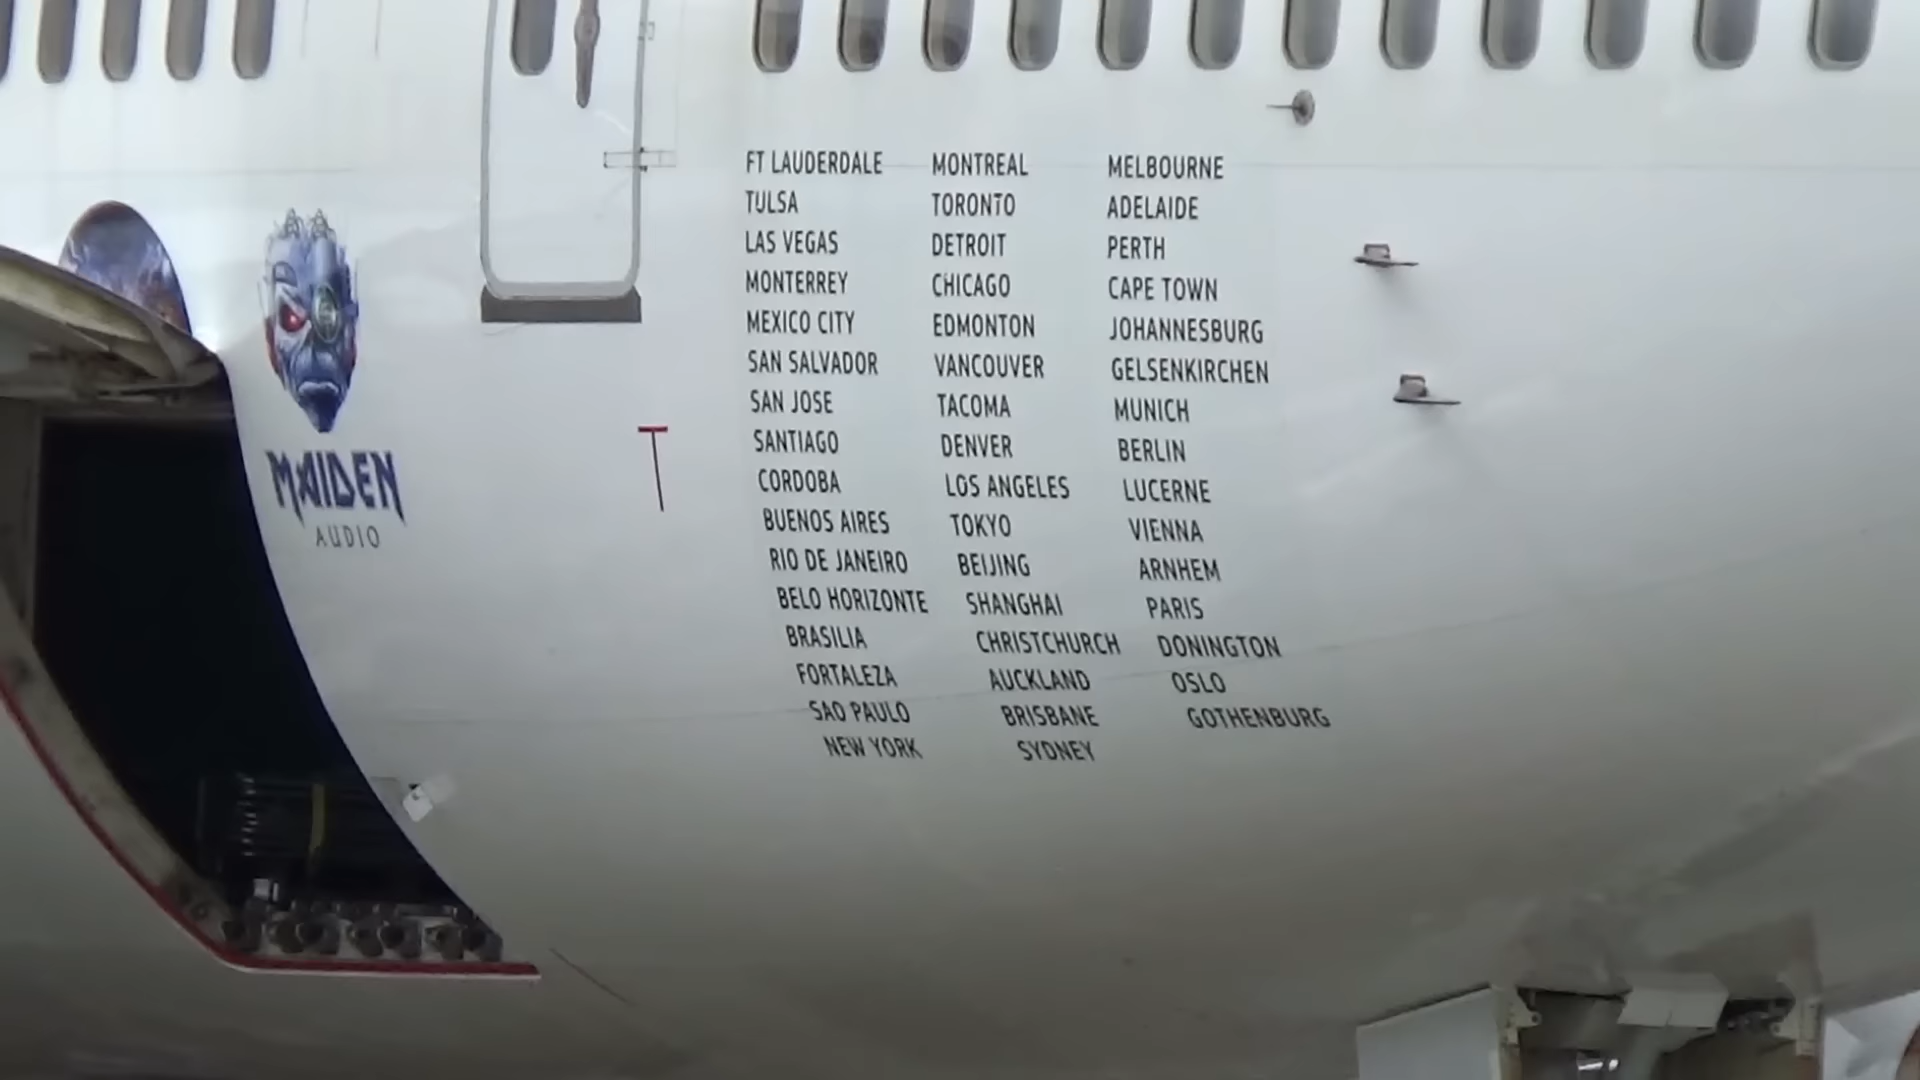 FT LAUDERDALE
TULSA
LAS VEGAS
MONTERREY
MEXICO CITY
SAN SALVADOR
SAN JOSE
SANTIAGO
CORDOBA
BUENOS AIRES
RIO DE JANEIRO
BELO HORIZONTE
BRASILIA
FORTALEZA
SAO PAULO
NEW YORK
MONTREAL
TORONTO
DETROIT
CHICAGO
EDMONTON
VANCOUVER
TACOMA
DENVER
LOS ANGELES
TOKYO
BEIJING
SHANGHAI
CHRISTCHURCH
AUCKLAND
BRISBANE
SYDNEY
MELBOURNE
ADELAIDE
PERTH
CAPE TOWN
JOHANNESBURG
GELSENKIRCHEN
MUNICH
BERLIN
LUCERNE
VIENNA
ARNHEM
PARIS
DONINGTON
OSLO
GOTHENBURG
MAIDEN
AUDIO